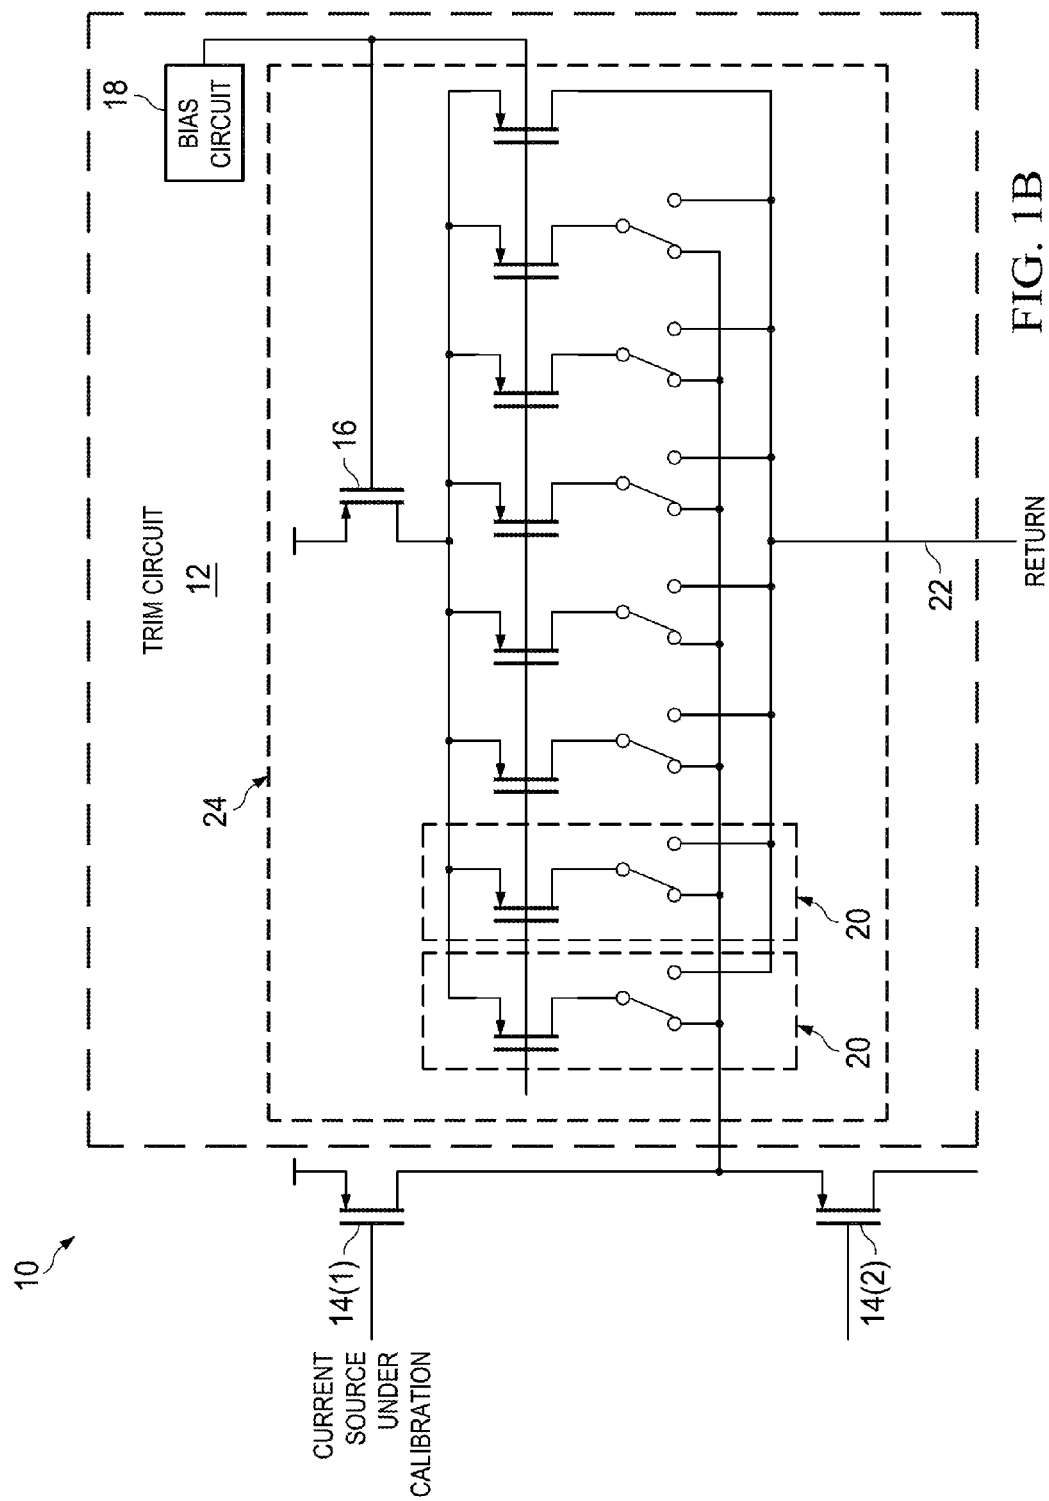 10
CURRENT
SOURCE
UNDER
CALIBRATION
14(1)
14(2)
TRIM CIRCUIT
12
24
16
18
BIAS
CIRCUIT
20
20
22
RETURN
FIG. 1B